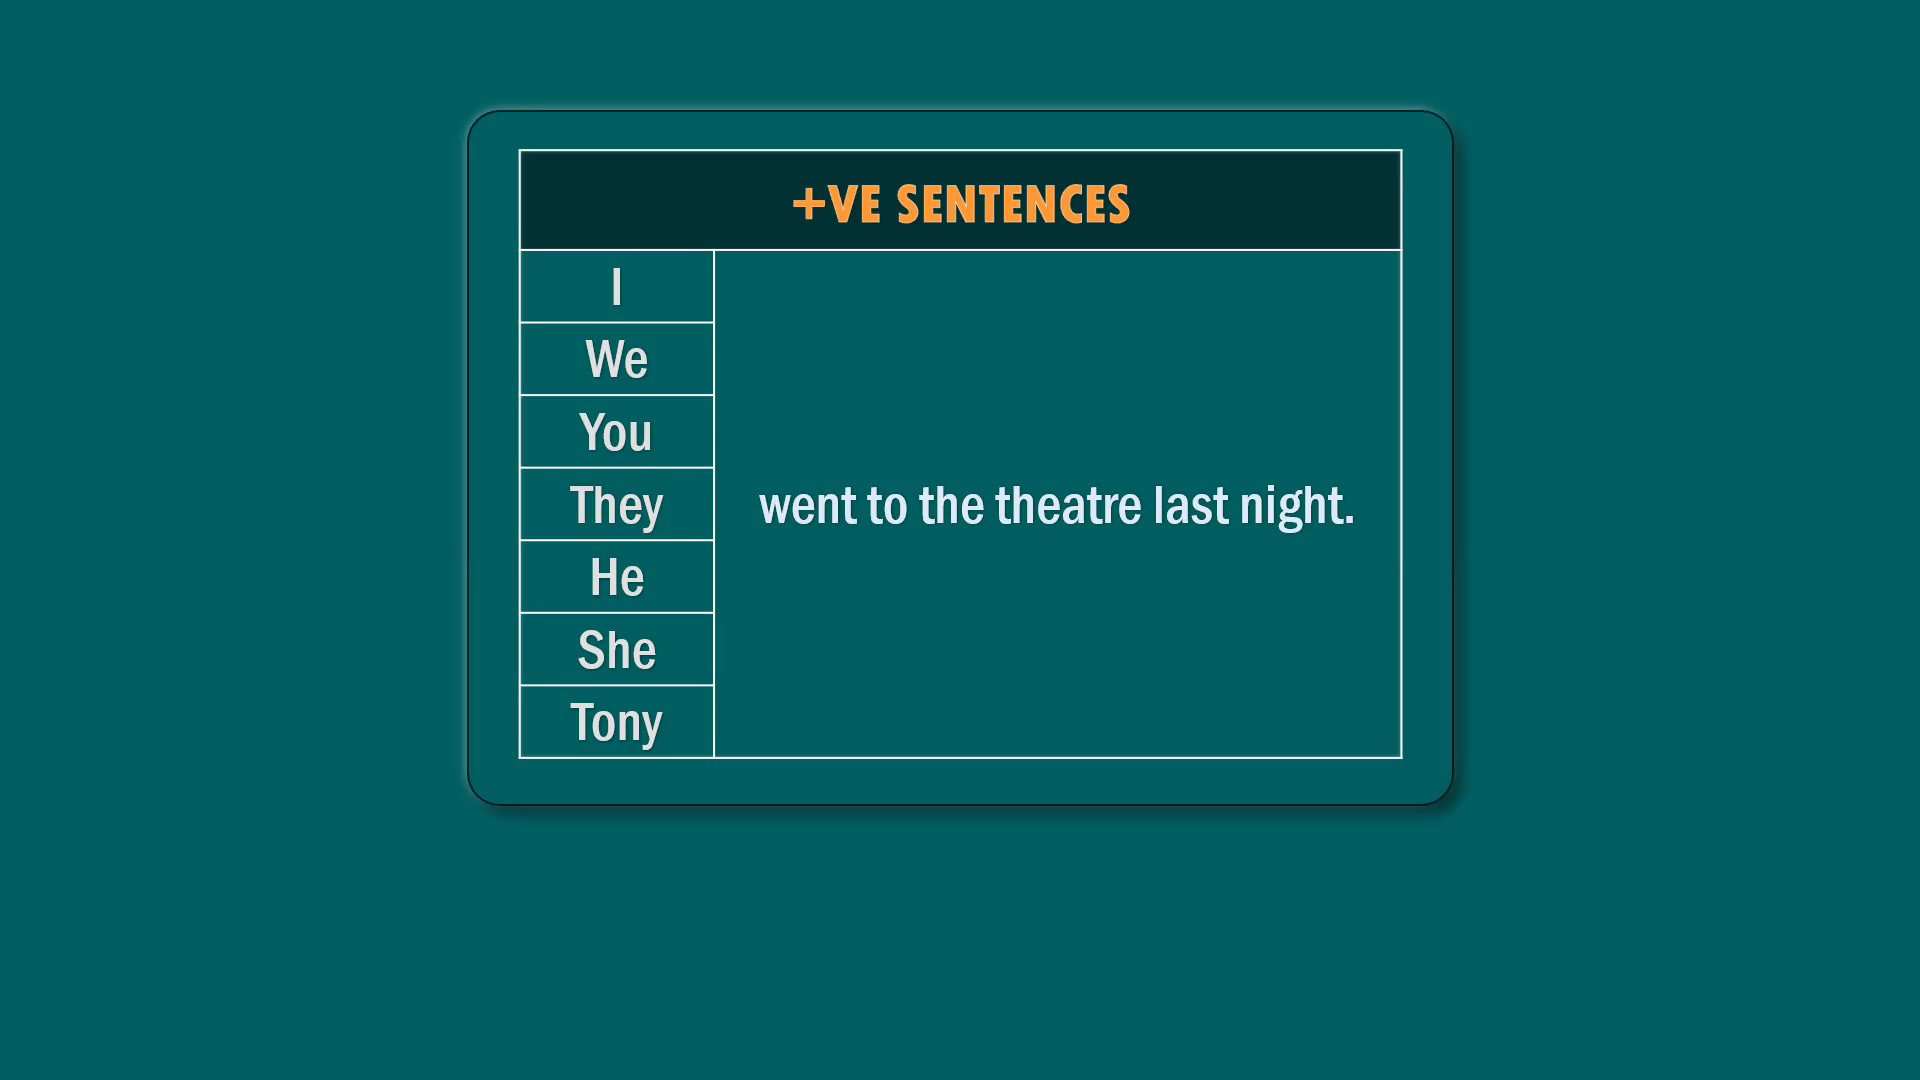 +VE SENTENCES
I
We
You
They
He
She
Tony
went to the theatre last night.